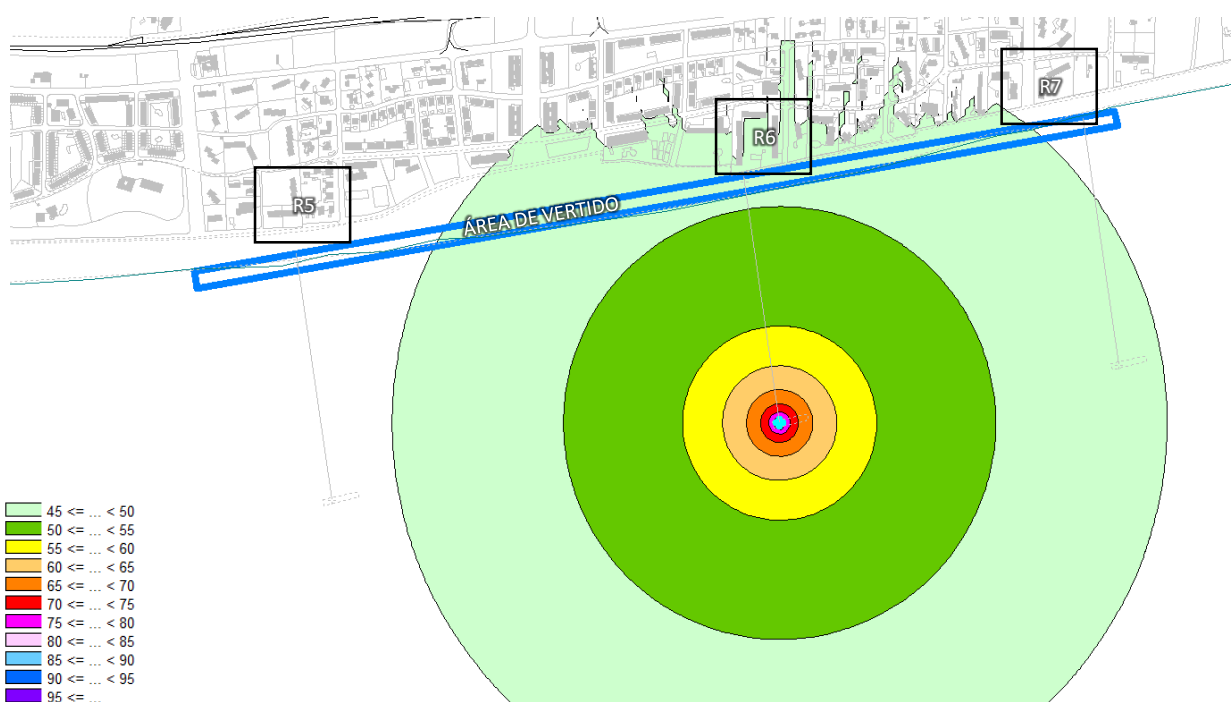 R7
R6
R5
ÁREA DE VERTIDO
45 <= ... < 50
50 <= ... < 55
55 <= ... < 60
60 <= ... < 65
65 <= ... < 70
70 <= ... < 75
75 <= ... < 80
80 <= ... < 85
85 <= ... < 90
90 <= ... < 95
95 <= ...